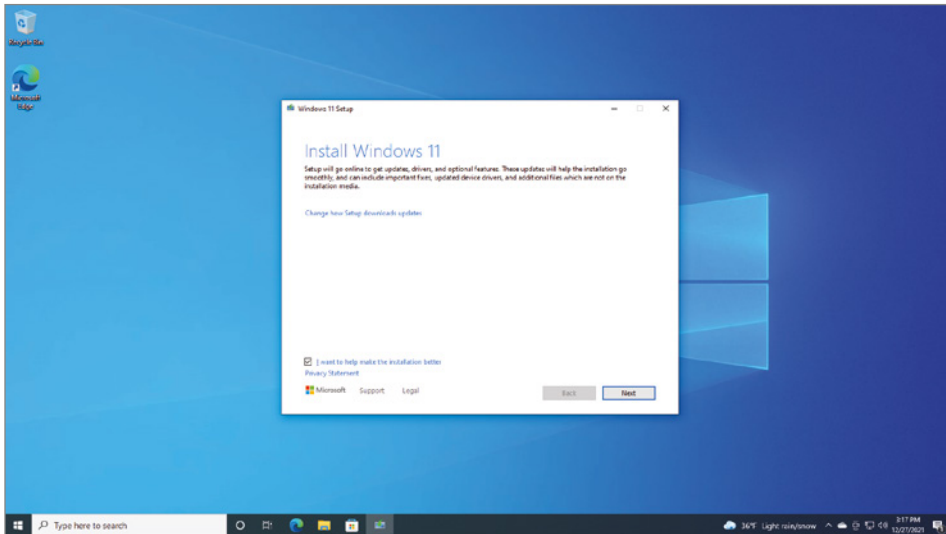 Recycle Bin
Microsoft
Edge
Windows 11 Setup
Install Windows 11
Setup will go online to get updates, drivers, and optional features. These updates will help the installation go
smoothly, and can include important fixes, updated device drivers, and additional files which are not on the
installation media.
Change how Setup downloads updates
I want to help make the installation better
Privacy Statement
Microsoft Support Legal
Back Next
Type here to search
36°F Light rain/snow
3:17 PM
12/27/2021